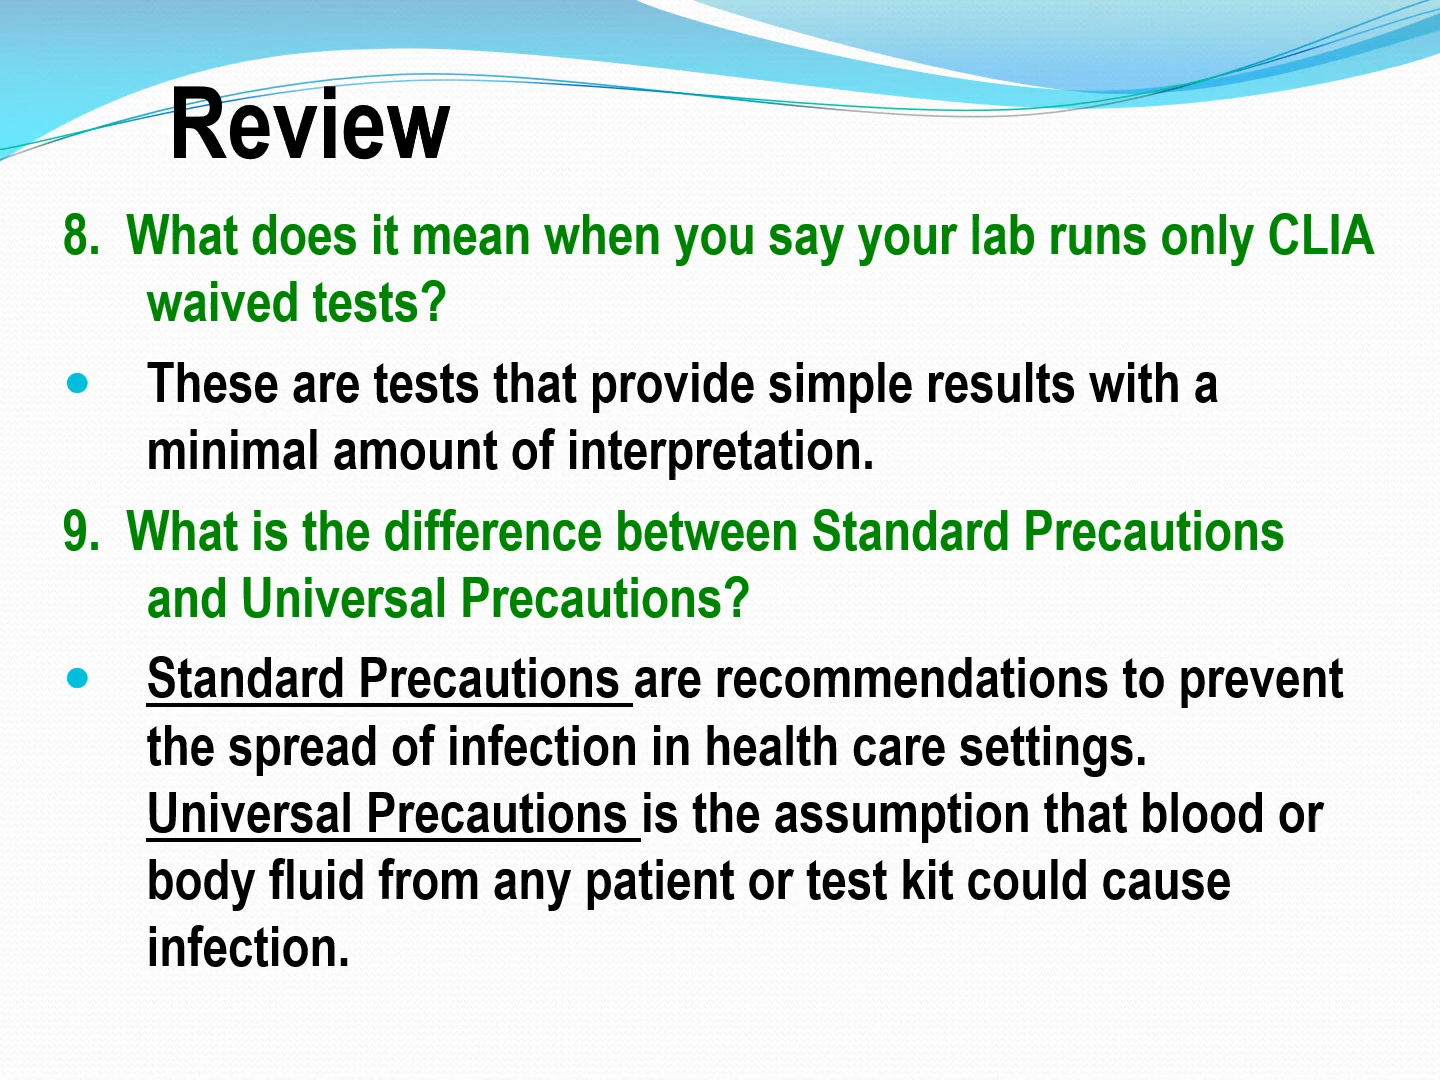 Review
8. What does it mean when you say your lab runs only CLIA
waived tests?
• These are tests that provide simple results with a
minimal amount of interpretation.
9. What is the difference between Standard Precautions
and Universal Precautions?
• Standard Precautions are recommendations to prevent
the spread of infection in health care settings.
Universal Precautions is the assumption that blood or
body fluid from any patient or test kit could cause
infection.